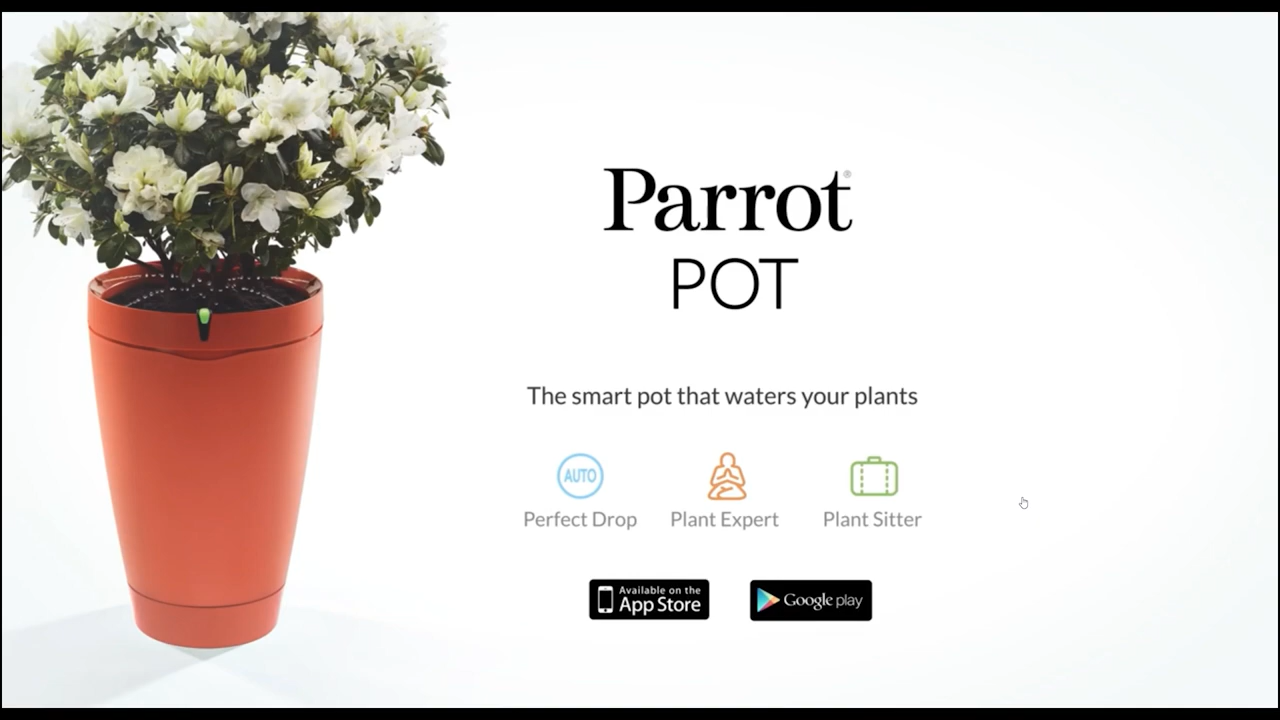 Parrot®
POT
The smart pot that waters your plants
AUTO
Perfect Drop
Plant Expert
Plant Sitter
Available on the
App Store
Google play